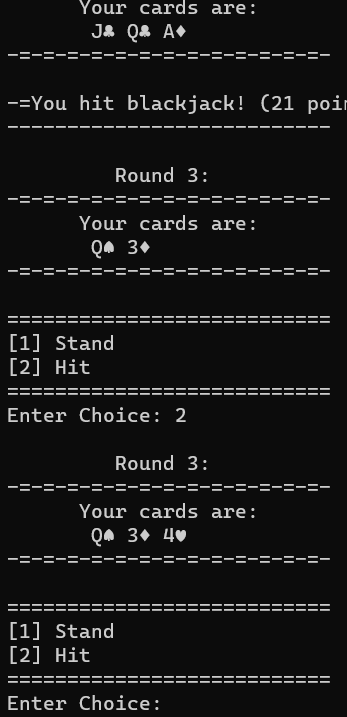 Your cards are:
J♣ Q♣ A♦
-=-=-=-=-=-=-=-=-=-=-=-=-=-
-=You hit blackjack! (21 poin
---------------------------
Round 3:
-=-=-=-=-=-=-=-=-=-=-=-=-=-
Your cards are:
Q♠ 3♦
-=-=-=-=-=-=-=-=-=-=-=-=-=-
===========================
[1] Stand
[2] Hit
===========================
Enter Choice: 2
Round 3:
-=-=-=-=-=-=-=-=-=-=-=-=-=-
Your cards are:
Q♠ 3♦ 4♥
-=-=-=-=-=-=-=-=-=-=-=-=-=-
===========================
[1] Stand
[2] Hit
===========================
Enter Choice: